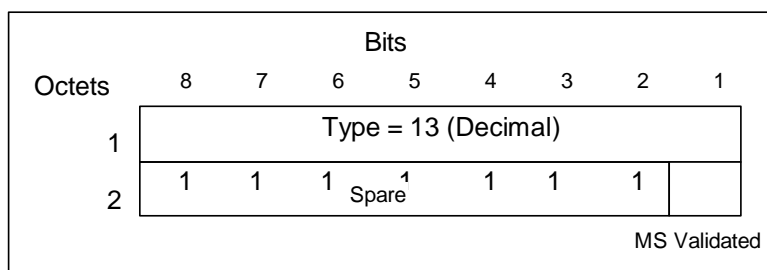 Bits
Octets 8 7 6 5 4 3 2 1
1 Type = 13 (Decimal)
2 1 1 1 1 1 1 1
Spare
MS Validated